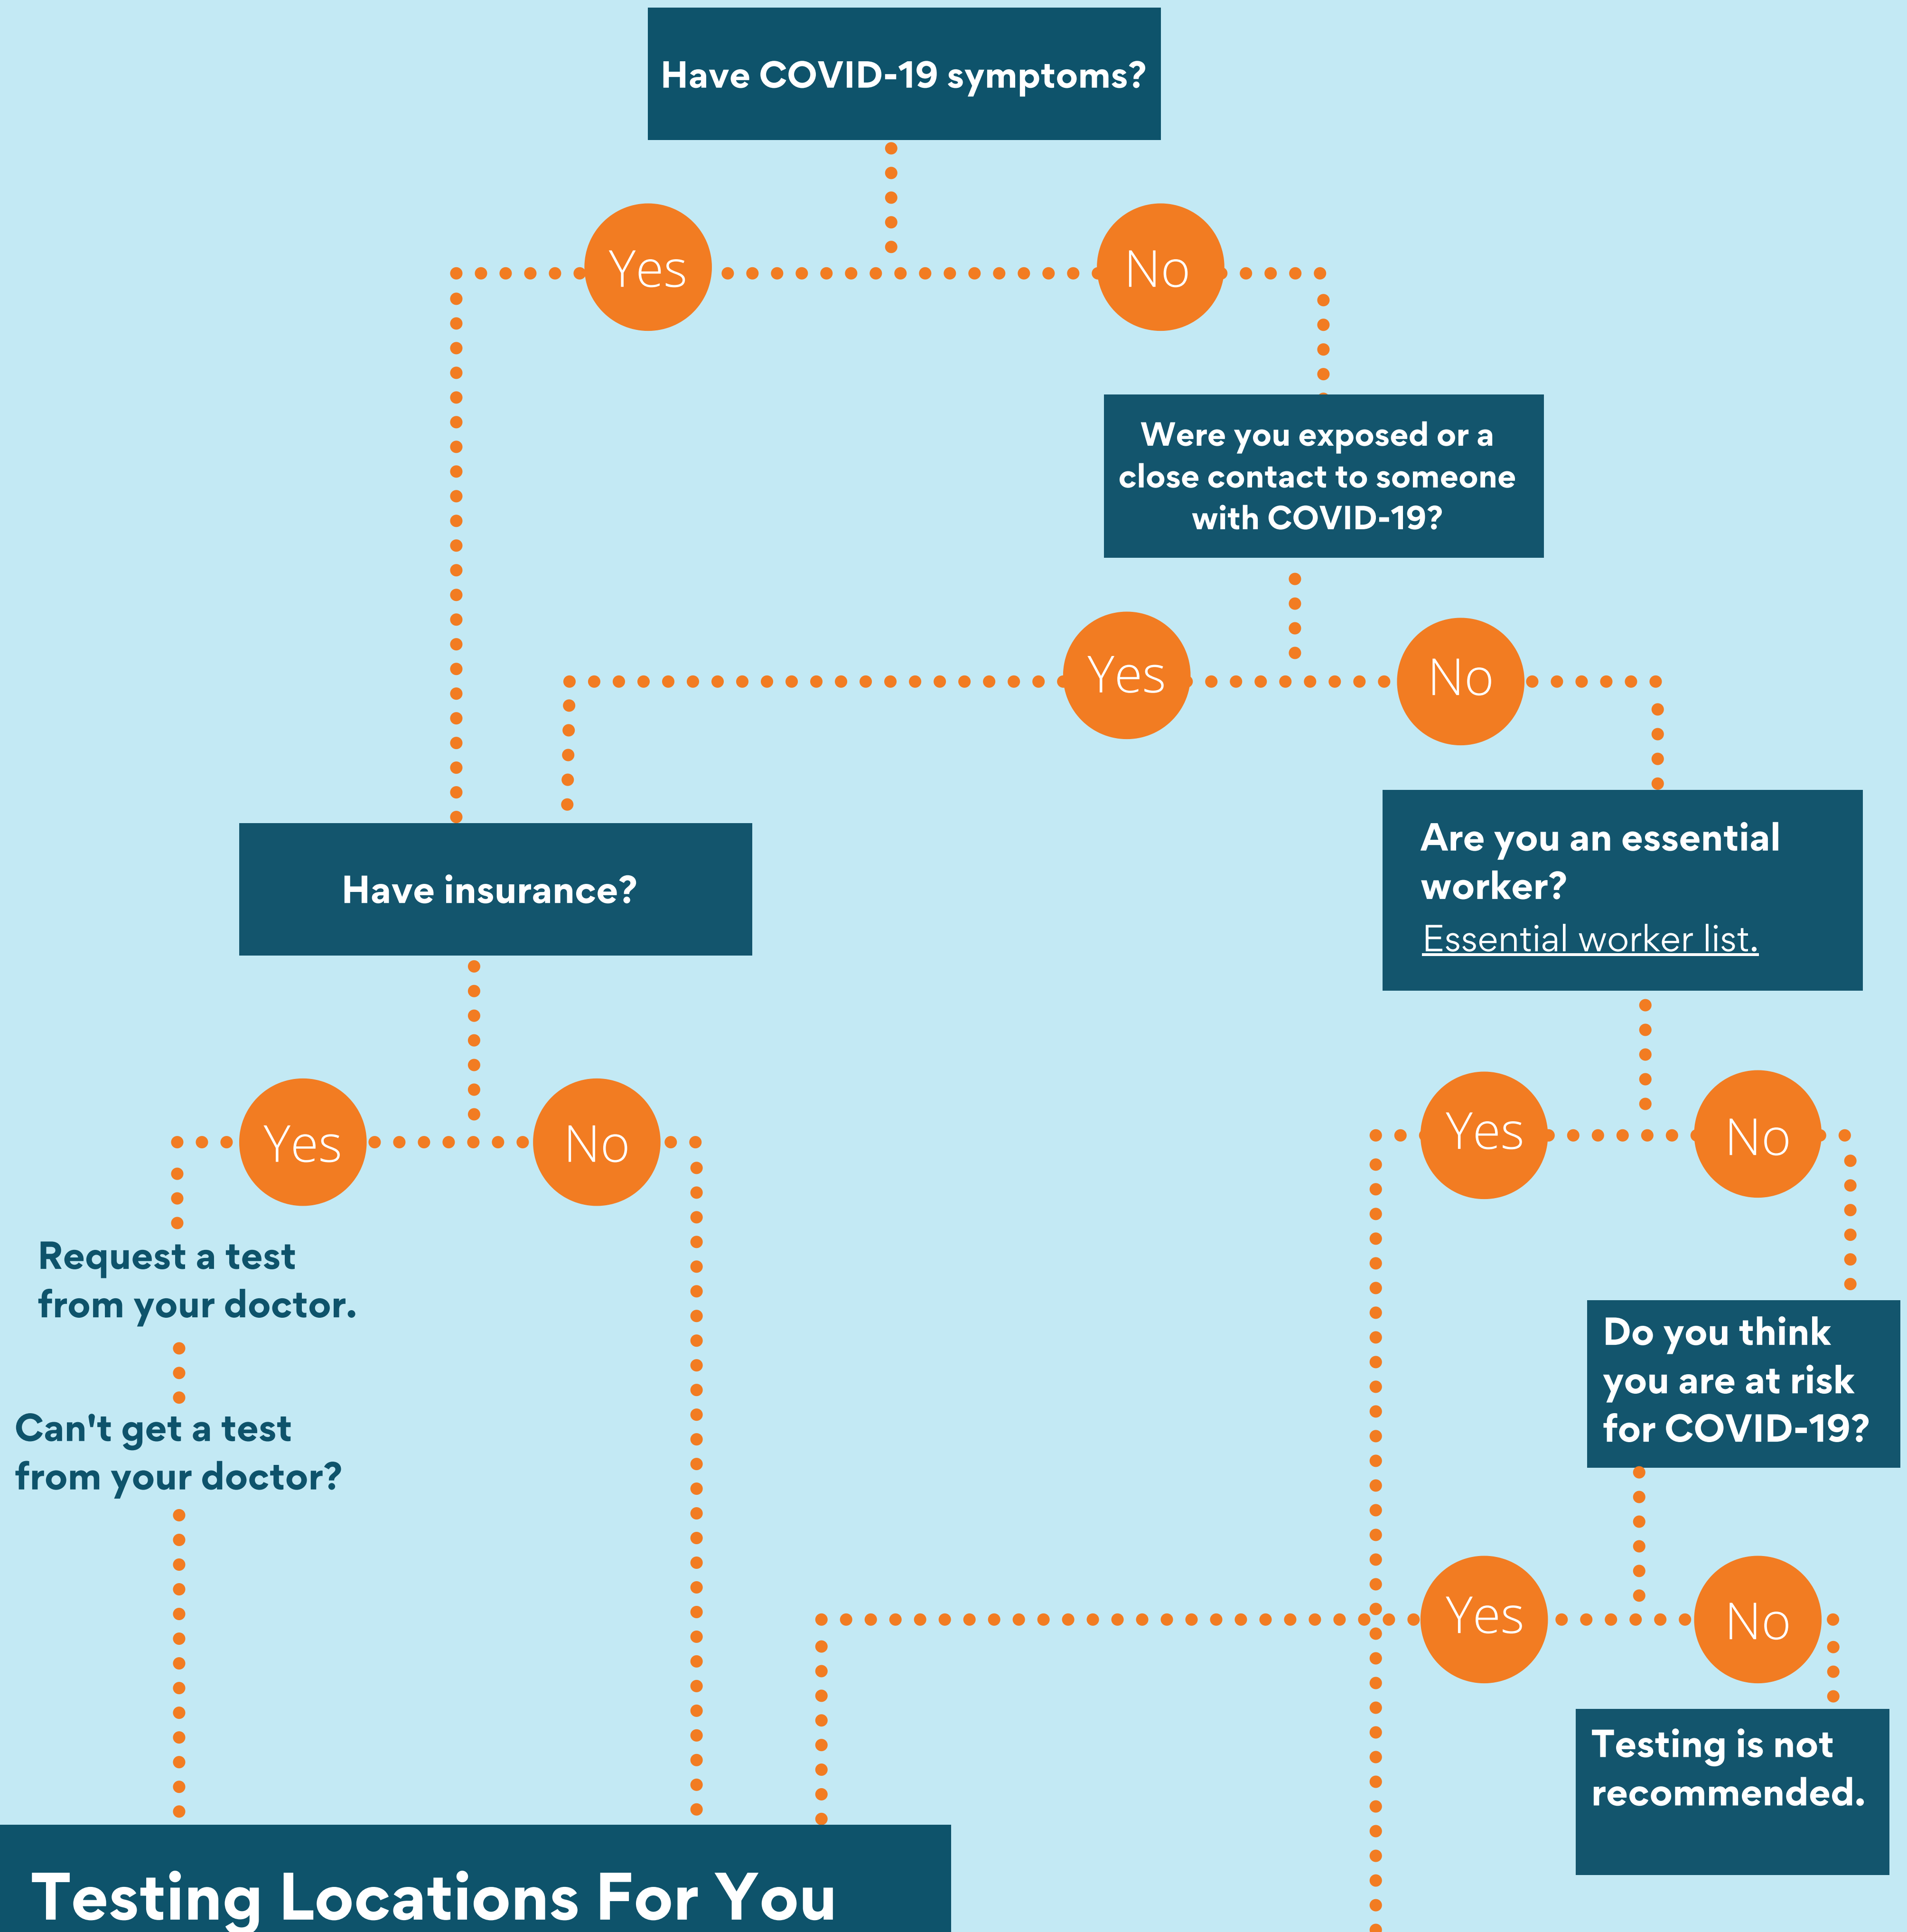 Have COVID-19 symptoms?
Yes
No
Were you exposed or a
close contact to someone
with COVID-19?
Yes
No
Are you an essential
worker?
Essential worker list.
Have insurance?
Yes
No
Yes
No
Request a test
from your doctor.
Do you think
you are at risk
for COVID-19?
Can't get a test
from your doctor?
Yes
No
Testing is not
recommended.
Testing Locations For You